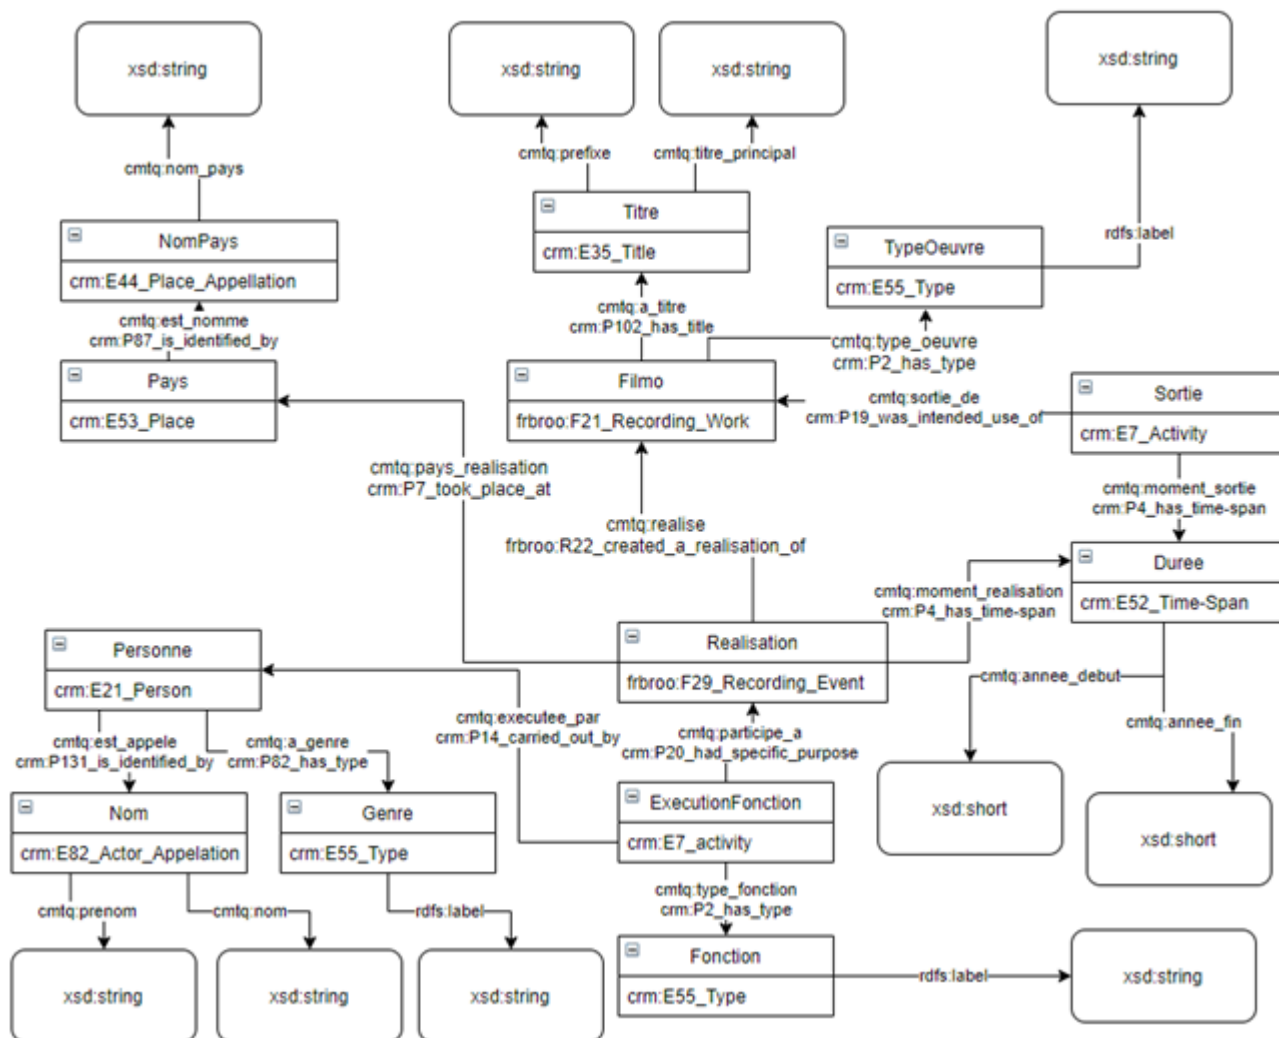 xsd:string
xsd:string
xsd:string
xsd:string
cmtq:nom_pays
cmtq:prefixe
cmtq:titre_principal
rdfs:label
NomPays
crm:E44_Place_Appellation
Titre
crm:E35_Title
TypeOeuvre
crm:E55_Type
cmtq:est_nomme
crm:P87_is_identified_by
cmtq:a_titre
crm:P102_has_title
cmtq:type_oeuvre
crm:P2_has_type
Pays
crm:E53_Place
Filmo
frbroo:F21_Recording_Work
cmtq:sortie_de
crm:P19_was_intended_use_of
Sortie
crm:E7_Activity
cmtq:pays_realisation
crm:P7_took_place_at
cmtq:realise
frbroo:R22_created_a_realisation_of
cmtq:moment_sortie
crm:P4_has_time-span
Duree
crm:E52_Time-Span
cmtq:moment_realisation
crm:P4_has_time-span
Personne
crm:E21_Person
Realisation
frbroo:F29_Recording_Event
cmtq:annee_debut
cmtq:annee_fin
cmtq:executee_par
crm:P14_carried_out_by
cmtq:participe_a
crm:P20_had_specific_purpose
cmtq:est_appele
crm:P131_is_identified_by
cmtq:a_genre
crm:P82_has_type
Nom
crm:E82_Actor_Appelation
Genre
crm:E55_Type
ExecutionFonction
crm:E7_activity
xsd:short
xsd:short
cmtq:prenom
cmtq:nom
rdfs:label
cmtq:type_fonction
crm:P2_has_type
Fonction
crm:E55_Type
rdfs:label
xsd:string
xsd:string
xsd:string
xsd:string